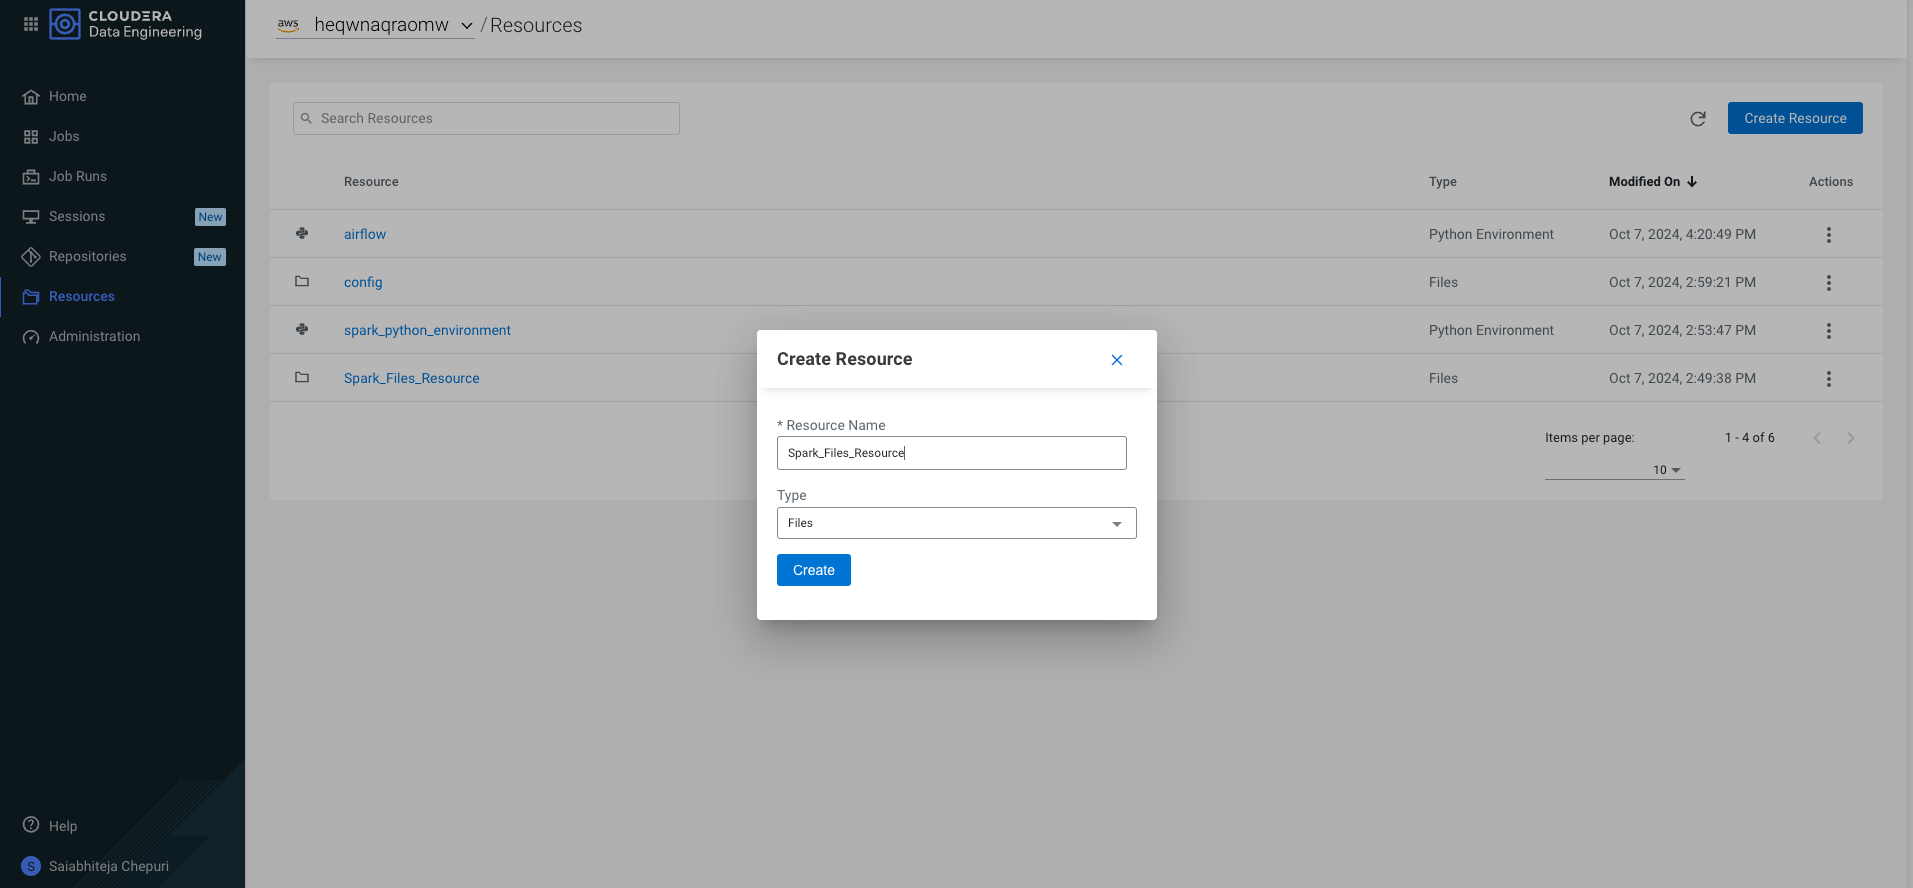 CLOUDERA
Data Engineering
Home
Jobs
Job Runs
Sessions New
Repositories New
Resources
Administration
Help
S Saiabhiteja Chepuri
aws heqwnaqraomw / Resources
Search Resources
Create Resource
Resource Type Modified On Actions
airflow Python Environment Oct 7, 2024, 4:20:49 PM
config Files Oct 7, 2024, 2:59:21 PM
spark_python_environment Python Environment Oct 7, 2024, 2:53:47 PM
Spark_Files_Resource Files Oct 7, 2024, 2:49:38 PM
Items per page: 1 - 4 of 6
10
Create Resource
* Resource Name
Spark_Files_Resource
Type
Files
Create